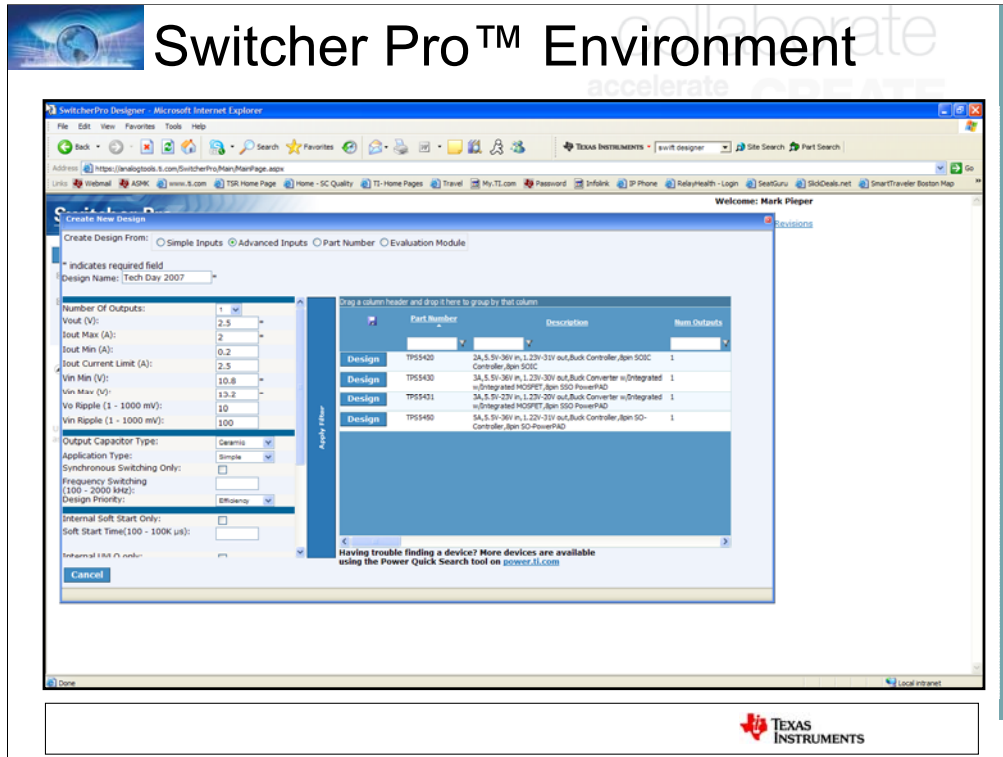 collaborate
Switcher Pro™ Environment
accelerate CREATE
SwitcherPro Designer - Microsoft Internet Explorer
File Edit View Favorites Tools Help
Back Search Favorites TEXAS INSTRUMENTS swift designer Site Search Part Search
Address https://analogtools.ti.com/SwitcherPro/Main/MainPage.aspx Go
Links Webmail ASMK www.ti.com TSR Home Page Home - SC Quality TI- Home Pages Travel My.TI.com Password Infolink IP Phone RelayHealth - Login SeatGuru SlickDeals.net SmartTraveler Boston Map
Welcome: Mark Pieper
Revisions
Create New Design
Create Design From: Simple Inputs Advanced Inputs Part Number Evaluation Module
* indicates required field
Design Name: Tech Day 2007 *
Number Of Outputs: 1
Vout (V): 2.5 *
Iout Max (A): 2 *
Iout Min (A): 0.2
Iout Current Limit (A): 2.5
Vin Min (V): 10.8 *
Vin Max (V): 13.2 *
Vo Ripple (1 - 1000 mV): 10
Vin Ripple (1 - 1000 mV): 100
Output Capacitor Type: Ceramic
Application Type: Simple
Synchronous Switching Only:
Frequency Switching
(100 - 2000 kHz):
Design Priority: Efficiency
Internal Soft Start Only:
Soft Start Time(100 - 100K µs):
Internal UVLO only:
Cancel
Apply Filter
Drag a column header and drop it here to group by that column
Part Number Description Num Outputs
Design TPS5420 2A,5.5V-36V in,1.23V-31V out,Buck Controller,8pin SOIC 1
Controller,8pin SOIC
Design TPS5430 3A,5.5V-36V in,1.23V-30V out,Buck Converter w/Integrated 1
w/Integrated MOSFET,8pin SSO PowerPAD
Design TPS5431 3A,5.5V-23V in,1.23V-20V out,Buck Converter w/Integrated 1
w/Integrated MOSFET,8pin SSO PowerPAD
Design TPS5450 5A,5.5V-36V in,1.22V-31V out,Buck Controller,8pin SO- 1
Controller,8pin SO-PowerPAD
Having trouble finding a device? More devices are available
using the Power Quick Search tool on power.ti.com
Done Local intranet
TEXAS
INSTRUMENTS